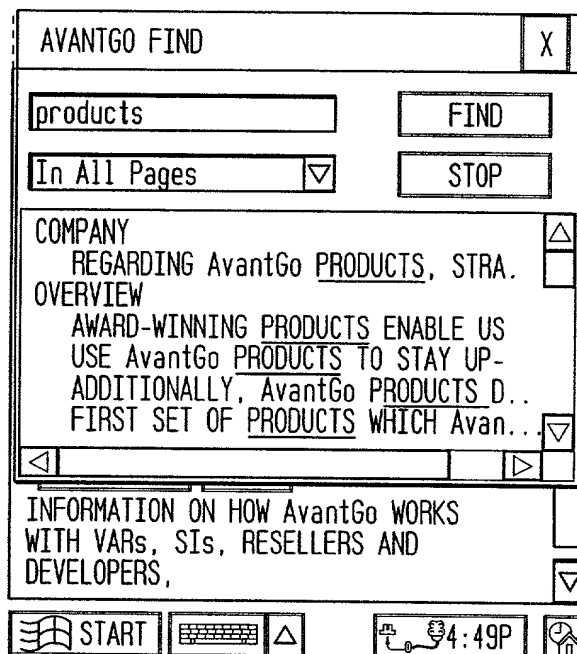 AVANTGO FIND X
products FIND
In All Pages STOP
COMPANY
REGARDING AvantGo PRODUCTS, STRA.
OVERVIEW
AWARD-WINNING PRODUCTS ENABLE US
USE AvantGo PRODUCTS TO STAY UP-
ADDITIONALLY, AvantGo PRODUCTS D..
FIRST SET OF PRODUCTS WHICH Avan...
INFORMATION ON HOW AvantGo WORKS
WITH VARs, SIs, RESELLERS AND
DEVELOPERS,
START 4:49P